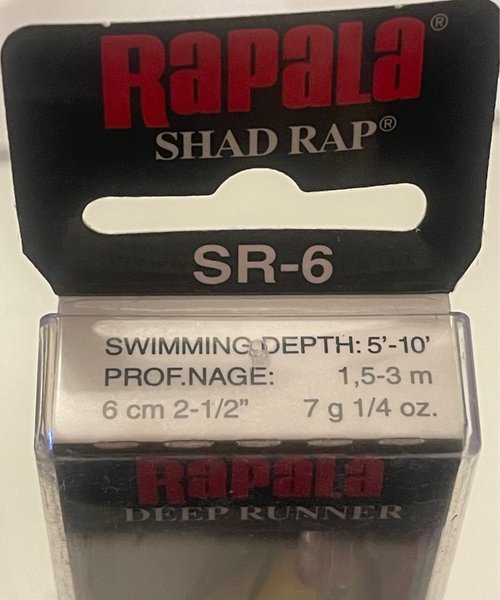 RAPALA®
SHAD RAP®
SR-6
SWIMMING DEPTH: 5'-10'
PROF.NAGE: 1,5-3 m
6 cm 2-1/2” 7 g 1/4 oz.
RAPALA
DEEP RUNNER